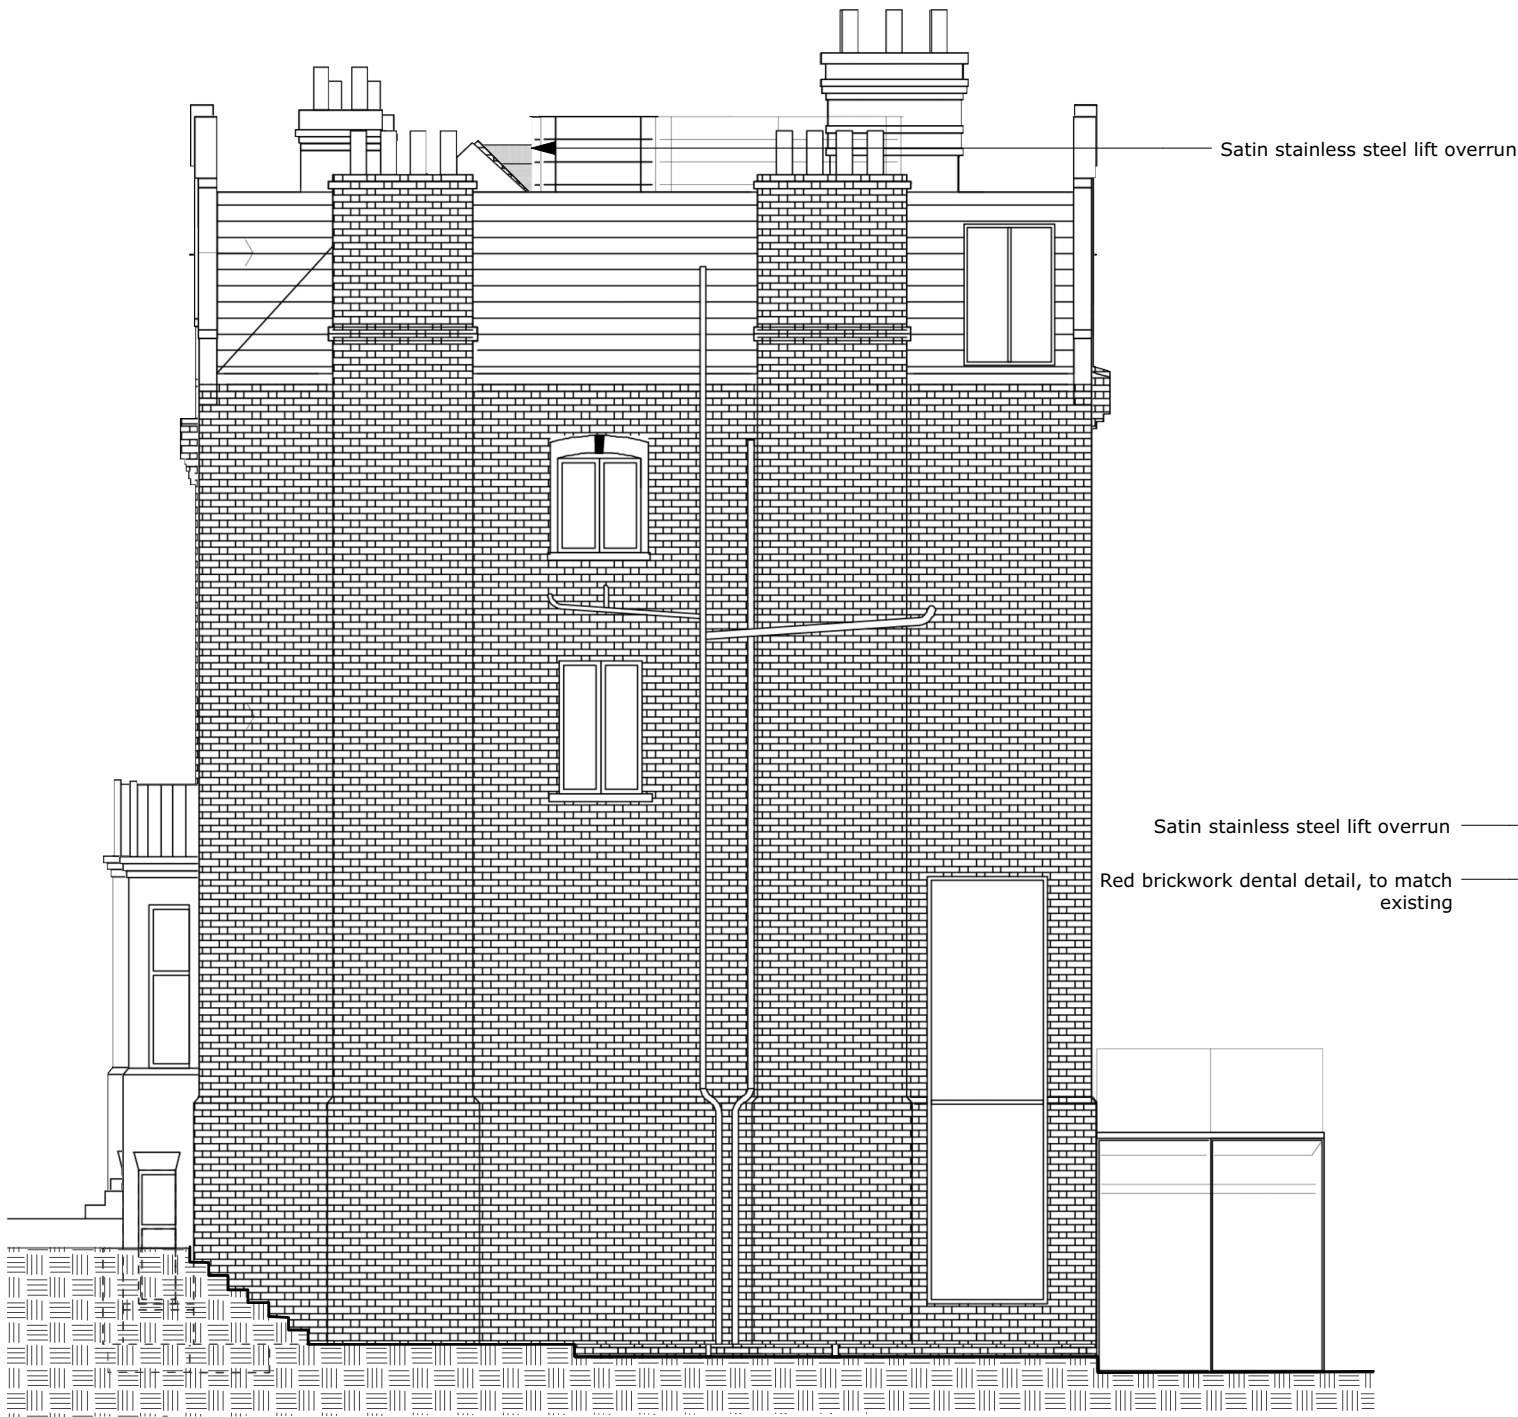 Satin stainless steel lift overrun
Satin stainless steel lift overrun
Red brickwork dental detail, to match
existing